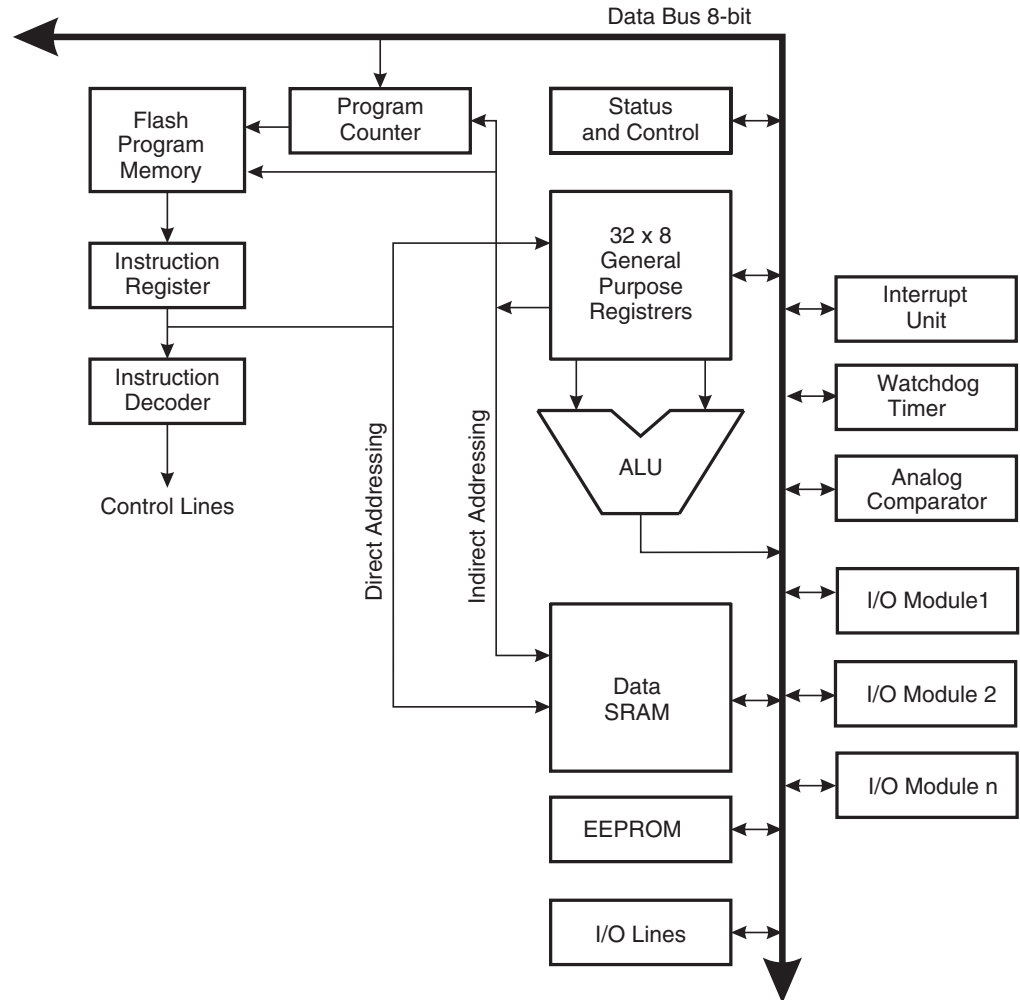 Data Bus 8-bit
Flash
Program
Memory
Program
Counter
Status
and Control
32 x 8
General
Purpose
Registrers
Instruction
Register
Instruction
Decoder
Control Lines
Direct Addressing
Indirect Addressing
ALU
Interrupt
Unit
Watchdog
Timer
Analog
Comparator
I/O Module1
Data
SRAM
I/O Module 2
I/O Module n
EEPROM
I/O Lines